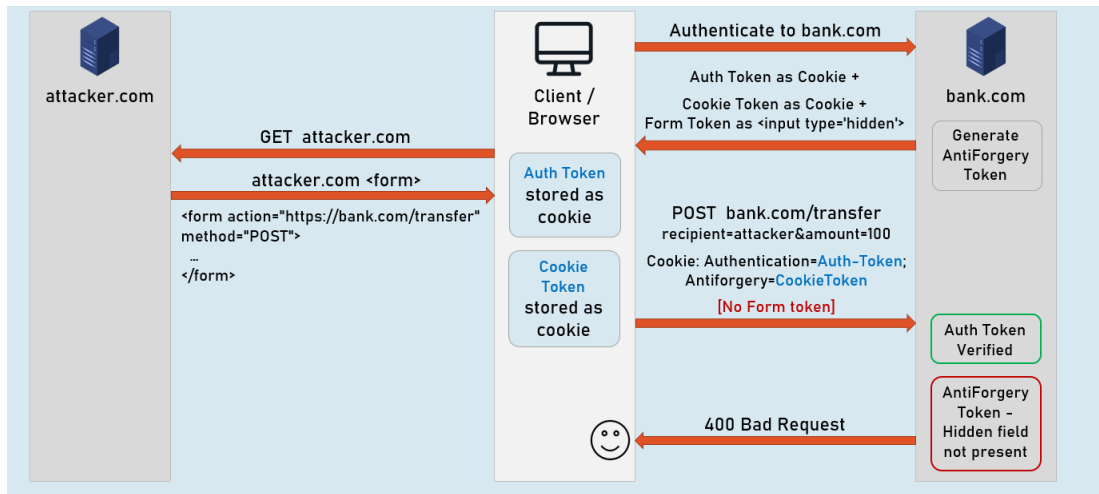 attacker.com
GET attacker.com
attacker.com <form>
<form action="https://bank.com/transfer"
method="POST">
...
</form>
Client /
Browser
Auth Token
stored as
cookie
Cookie
Token
stored as
cookie
Authenticate to bank.com
Auth Token as Cookie +
Cookie Token as Cookie +
Form Token as <input type='hidden'>
POST bank.com/transfer
recipient=attacker&amount=100
Cookie: Authentication=Auth-Token;
Antiforgery=CookieToken
[No Form token]
400 Bad Request
bank.com
Generate
AntiForgery
Token
Auth Token
Verified
AntiForgery
Token -
Hidden field
not present